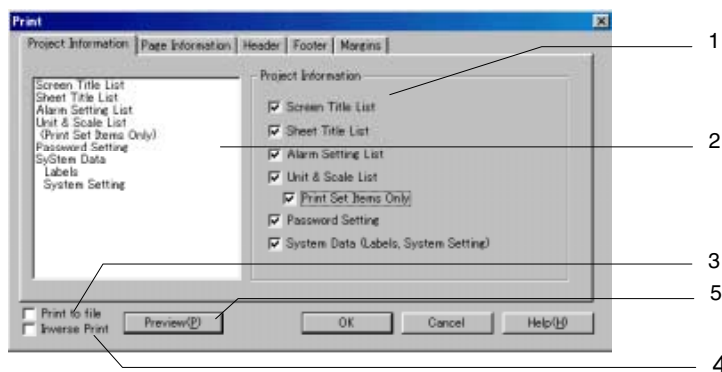 Print
Project Information Page Information Header Footer Margins
Screen Title List
Sheet Title List
Alarm Setting List
Unit & Scale List
(Print Set Items Only)
Password Setting
SyStem Data
Labels
System Setting
Project Information
Screen Title List
Sheet Title List
Alarm Setting List
Unit & Scale List
Print Set Items Only
Password Setting
System Data (Labels, System Setting)
Print to file
Inverse Print
Preview(P)
OK
Cancel
Help(H)
1
2
3
5
4